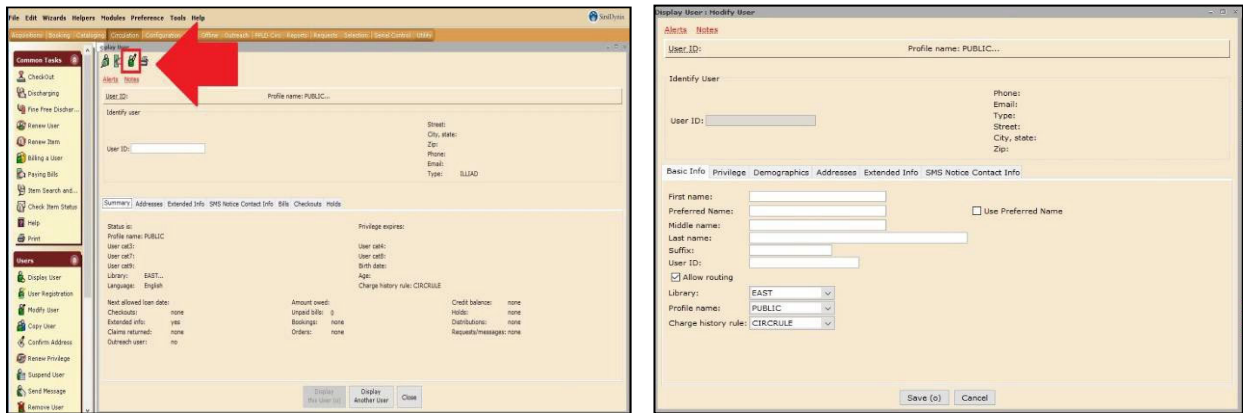 File Edit Wizards Helpers Modules Preference Tools Help
SirsiDynix
Acquisitions | Booking | Cataloging | Circulation | Configuration | Offline | Outreach | PALD-Circ | Reports | Requests | Selection | Serial Control | Utility
Display User
Common Tasks
CheckOut
Discharging
Fine Free Dischar...
Renew User
Renew Item
Billing a User
Paying Bills
Item Search and...
Check Item Status
Help
Print
Users
Display User
User Registration
Modify User
Copy User
Confirm Address
Renew Privilege
Suspend User
Send Message
Remove User
Alerts Notes
User ID: Profile name: PUBLIC...
Identify user
User ID:
Street:
City, state:
Zip:
Phone:
Email:
Type: ILLIAD
Summary Addresses Extended Info SMS Notice Contact Info Bills Checkouts Holds
Status is: Privilege expires:
Profile name: PUBLIC
User cat3: User cat4:
User cat7: User cat8:
User cat9: Birth date:
Library: EAST... Age:
Language: English Charge history rule: CIRCRULE
Next allowed loan date: Amount owed: Credit balance: none
Checkouts: none Unpaid bills: 0 Holds: none
Extended info: yes Bookings: none Distributions: none
Claims returned: none Orders: none Requests/messages: none
Outreach user: no
Display this User (o) Display Another User Close
Display User : Modify User
Alerts Notes
User ID: Profile name: PUBLIC...
Identify User
User ID:
Phone:
Email:
Type:
Street:
City, state:
Zip:
Basic Info Privilege Demographics Addresses Extended Info SMS Notice Contact Info
First name:
Preferred Name: Use Preferred Name
Middle name:
Last name:
Suffix:
User ID:
Allow routing
Library: EAST
Profile name: PUBLIC
Charge history rule: CIRCRULE
Save (o) Cancel